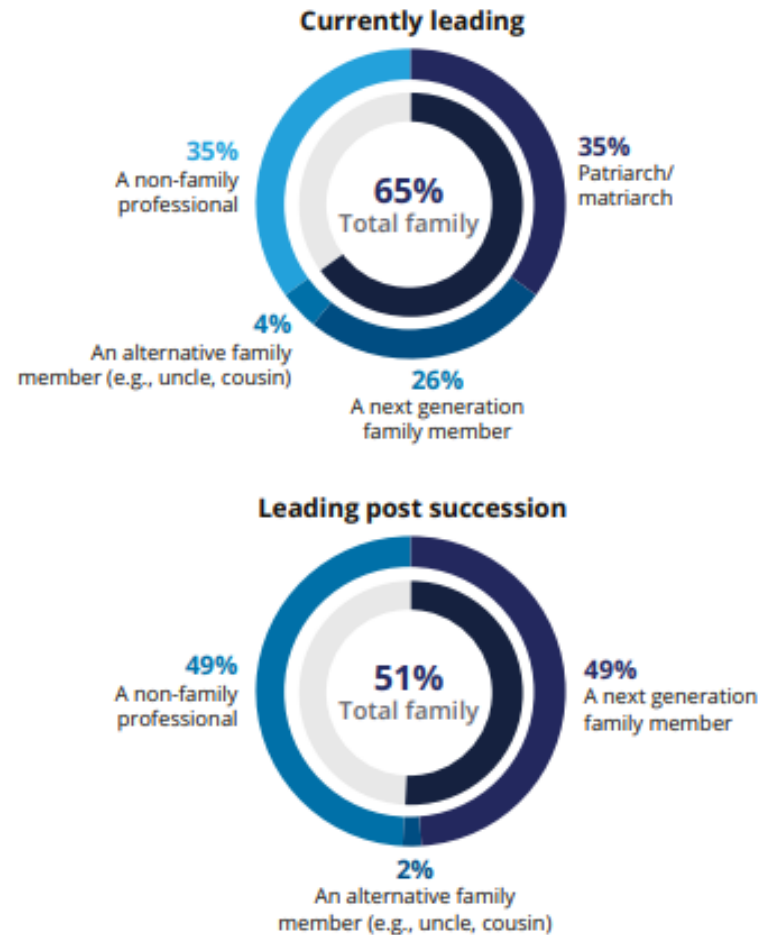 Currently leading
35%
A non-family
professional
65%
Total family
35%
Patriarch/
matriarch
4%
An alternative family
member (e.g., uncle, cousin)
26%
A next generation
family member
Leading post succession
49%
A non-family
professional
51%
Total family
49%
A next generation
family member
2%
An alternative family
member (e.g., uncle, cousin)